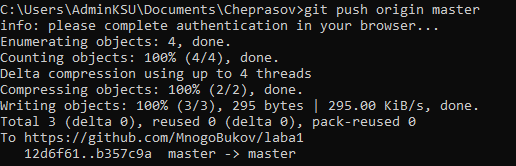 C:\Users\AdminKSU\Documents\Cheprasov>git push origin master
info: please complete authentication in your browser...
Enumerating objects: 4, done.
Counting objects: 100% (4/4), done.
Delta compression using up to 4 threads
Compressing objects: 100% (2/2), done.
Writing objects: 100% (3/3), 295 bytes | 295.00 KiB/s, done.
Total 3 (delta 0), reused 0 (delta 0), pack-reused 0
To https://github.com/MnogoBukov/laba1
   12d6f61..b357c9a  master -> master